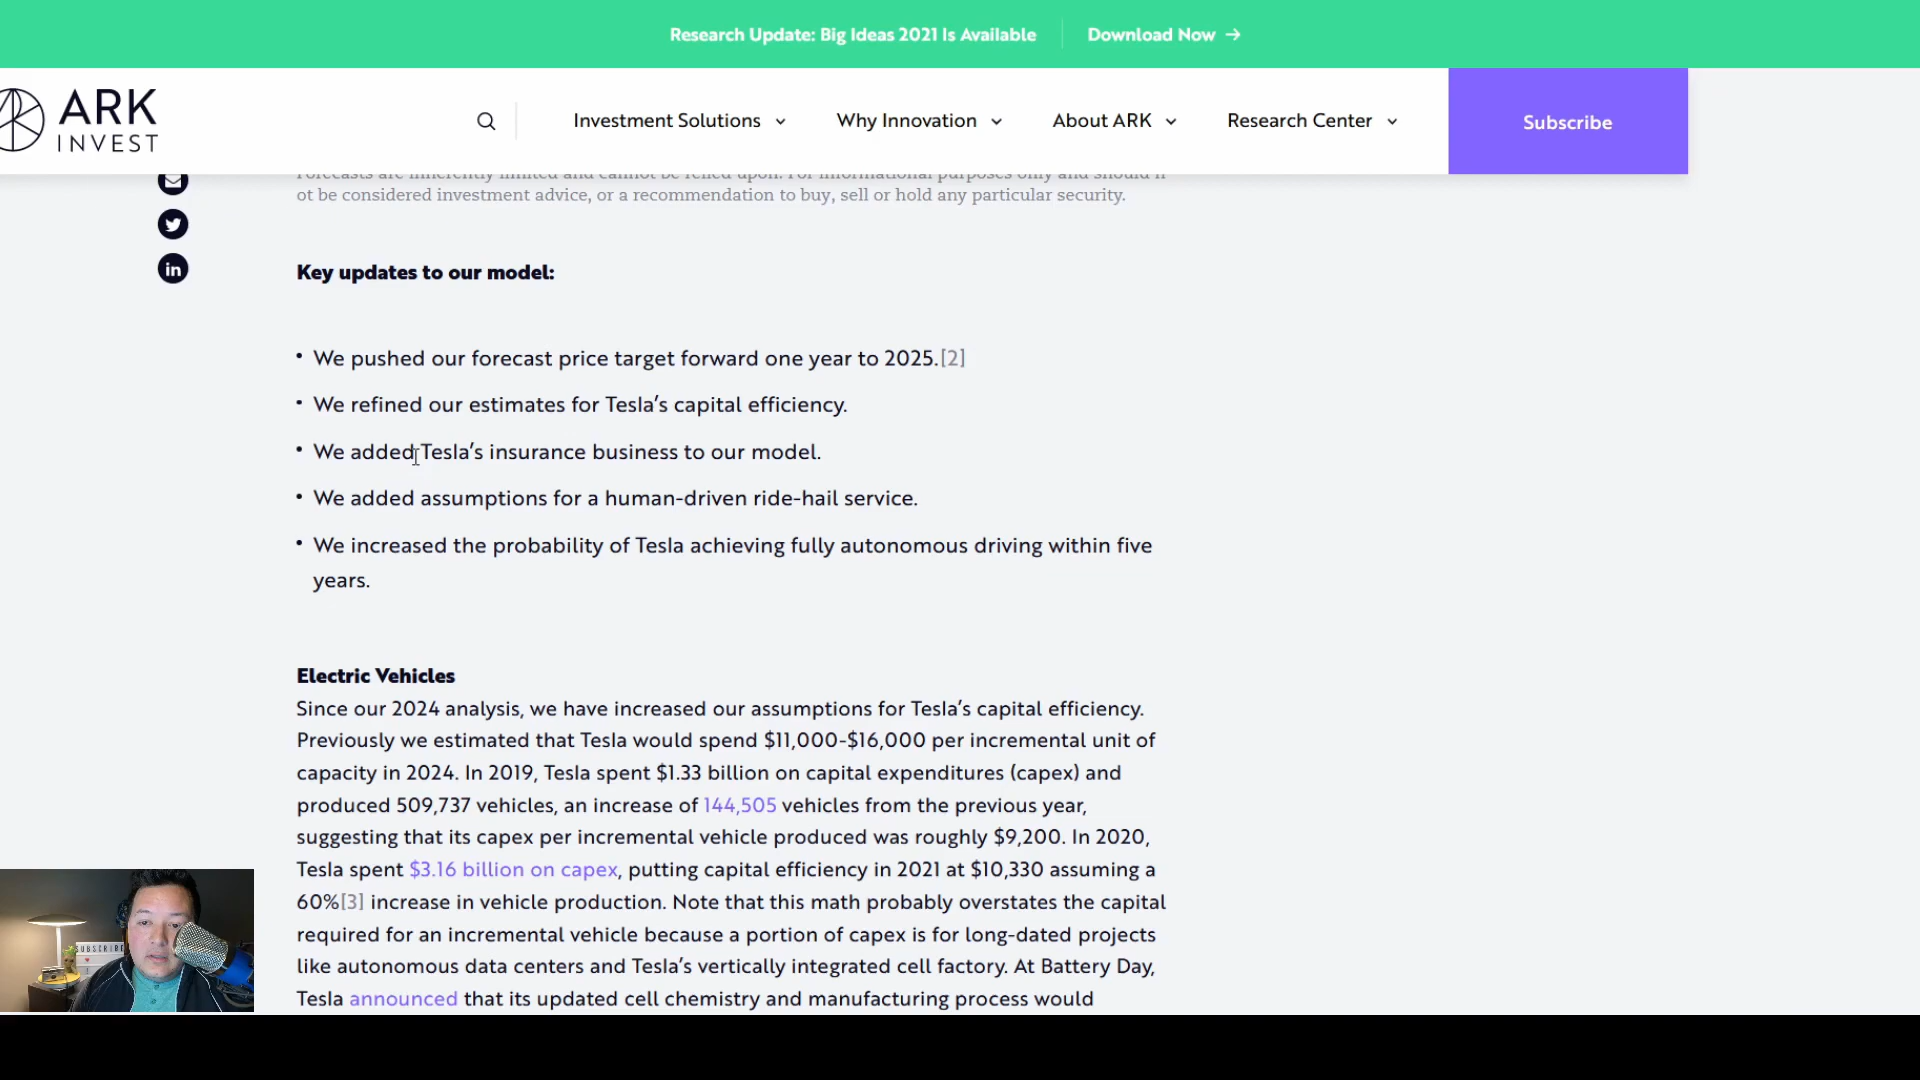 Research Update: Big Ideas 2021 Is Available
Download Now →
ARK
INVEST
Investment Solutions
Why Innovation
About ARK
Research Center
Subscribe
Forecasts are inherently limited and cannot be relied upon. For informational purposes only and should n
ot be considered investment advice, or a recommendation to buy, sell or hold any particular security.
in
Key updates to our model:
• We pushed our forecast price target forward one year to 2025.[2]
• We refined our estimates for Tesla’s capital efficiency.
• We added Tesla’s insurance business to our model.
• We added assumptions for a human-driven ride-hail service.
• We increased the probability of Tesla achieving fully autonomous driving within five
years.
Electric Vehicles
Since our 2024 analysis, we have increased our assumptions for Tesla’s capital efficiency.
Previously we estimated that Tesla would spend $11,000-$16,000 per incremental unit of
capacity in 2024. In 2019, Tesla spent $1.33 billion on capital expenditures (capex) and
produced 509,737 vehicles, an increase of 144,505 vehicles from the previous year,
suggesting that its capex per incremental vehicle produced was roughly $9,200. In 2020,
Tesla spent $3.16 billion on capex, putting capital efficiency in 2021 at $10,330 assuming a
60%[3] increase in vehicle production. Note that this math probably overstates the capital
required for an incremental vehicle because a portion of capex is for long-dated projects
like autonomous data centers and Tesla’s vertically integrated cell factory. At Battery Day,
Tesla announced that its updated cell chemistry and manufacturing process would
SUBSCRIBE